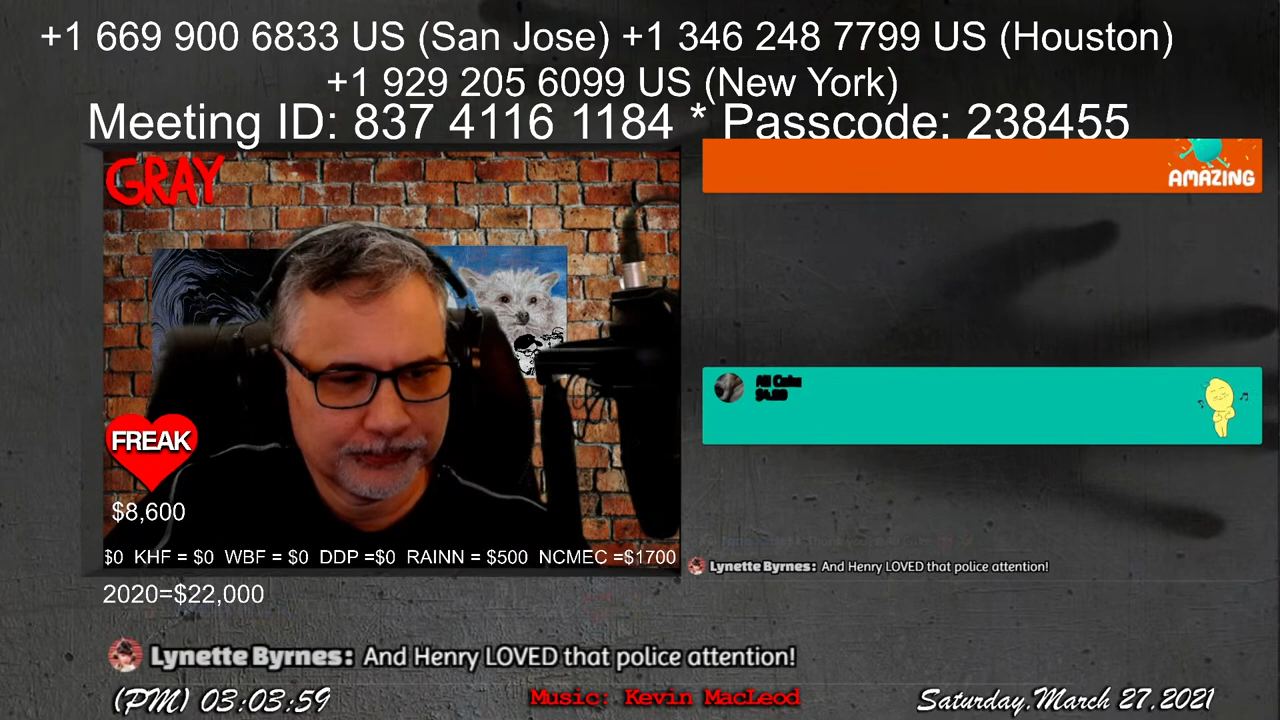 +1 669 900 6833 US (San Jose) +1 346 248 7799 US (Houston)
+1 929 205 6099 US (New York)
Meeting ID: 837 4116 1184 * Passcode: 238455
GRAY
AMAZING
FREAK
$8,600
$0 KHF = $0 WBF = $0 DDP =$0 RAINN = $500 NCMEC =$1700
2020=$22,000
Lynette Byrnes: And Henry LOVED that police attention!
Lynette Byrnes: And Henry LOVED that police attention!
(PM) 03:03:59
Music: Kevin MacLeod
Saturday,March 27,2021